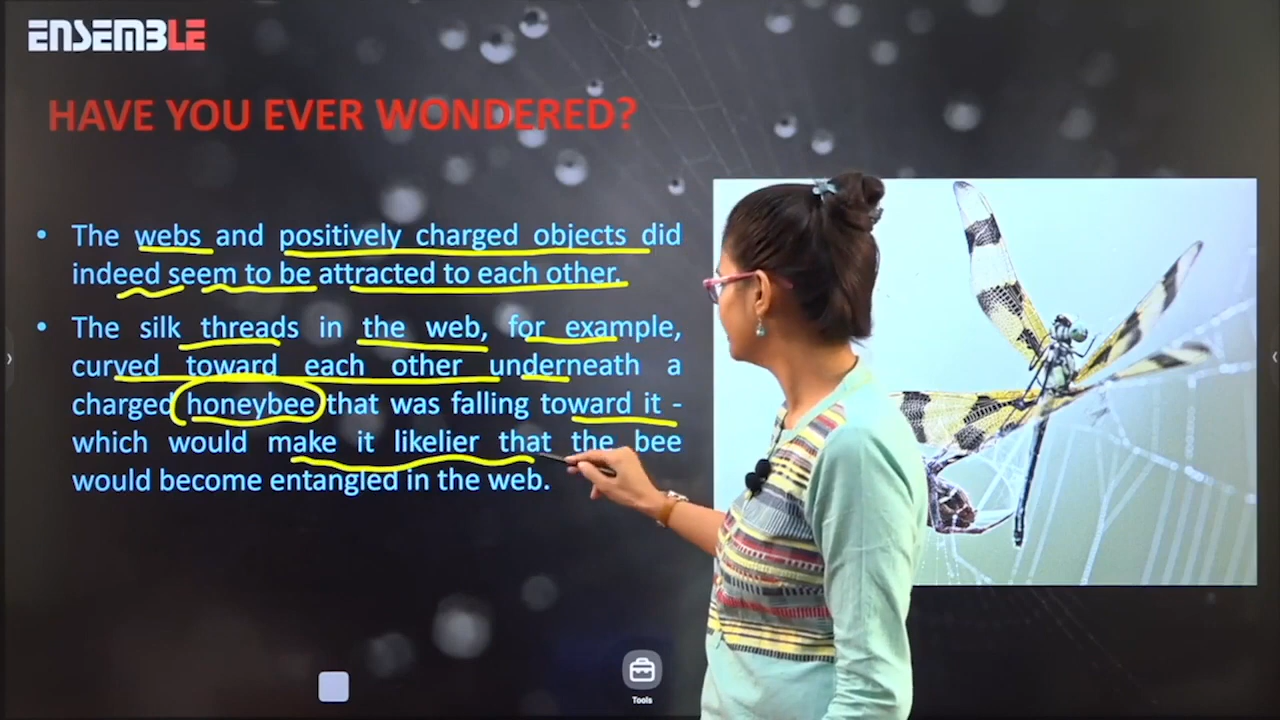 ENSEMBLE
HAVE YOU EVER WONDERED?
• The webs and positively charged objects did
indeed seem to be attracted to each other.
• The silk threads in the web, for example,
curved toward each other underneath a
charged honeybee that was falling toward it -
which would make it likelier that the bee
would become entangled in the web.
Tools